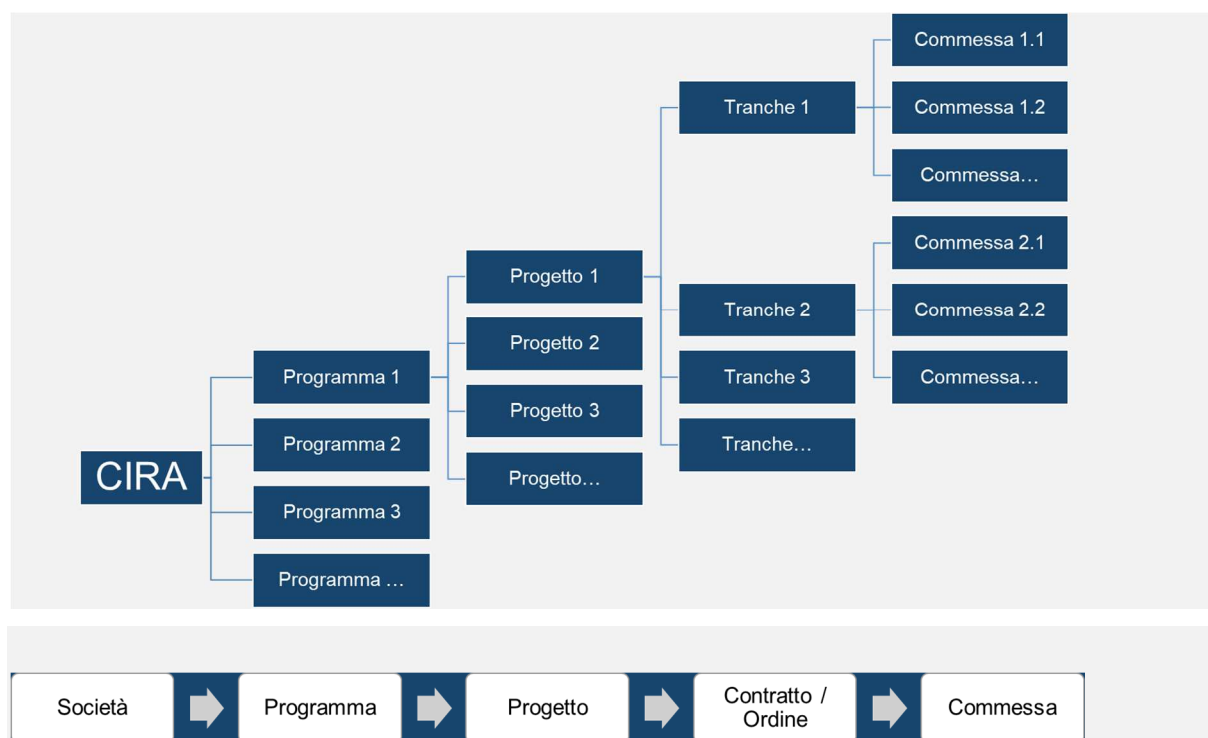 CIRA
Programma 1
Programma 2
Programma 3
Programma …
Progetto 1
Progetto 2
Progetto 3
Progetto…
Tranche 1
Tranche 2
Tranche 3
Tranche…
Commessa 1.1
Commessa 1.2
Commessa…
Commessa 2.1
Commessa 2.2
Commessa…
Società
Programma
Progetto
Contratto /
Ordine
Commessa